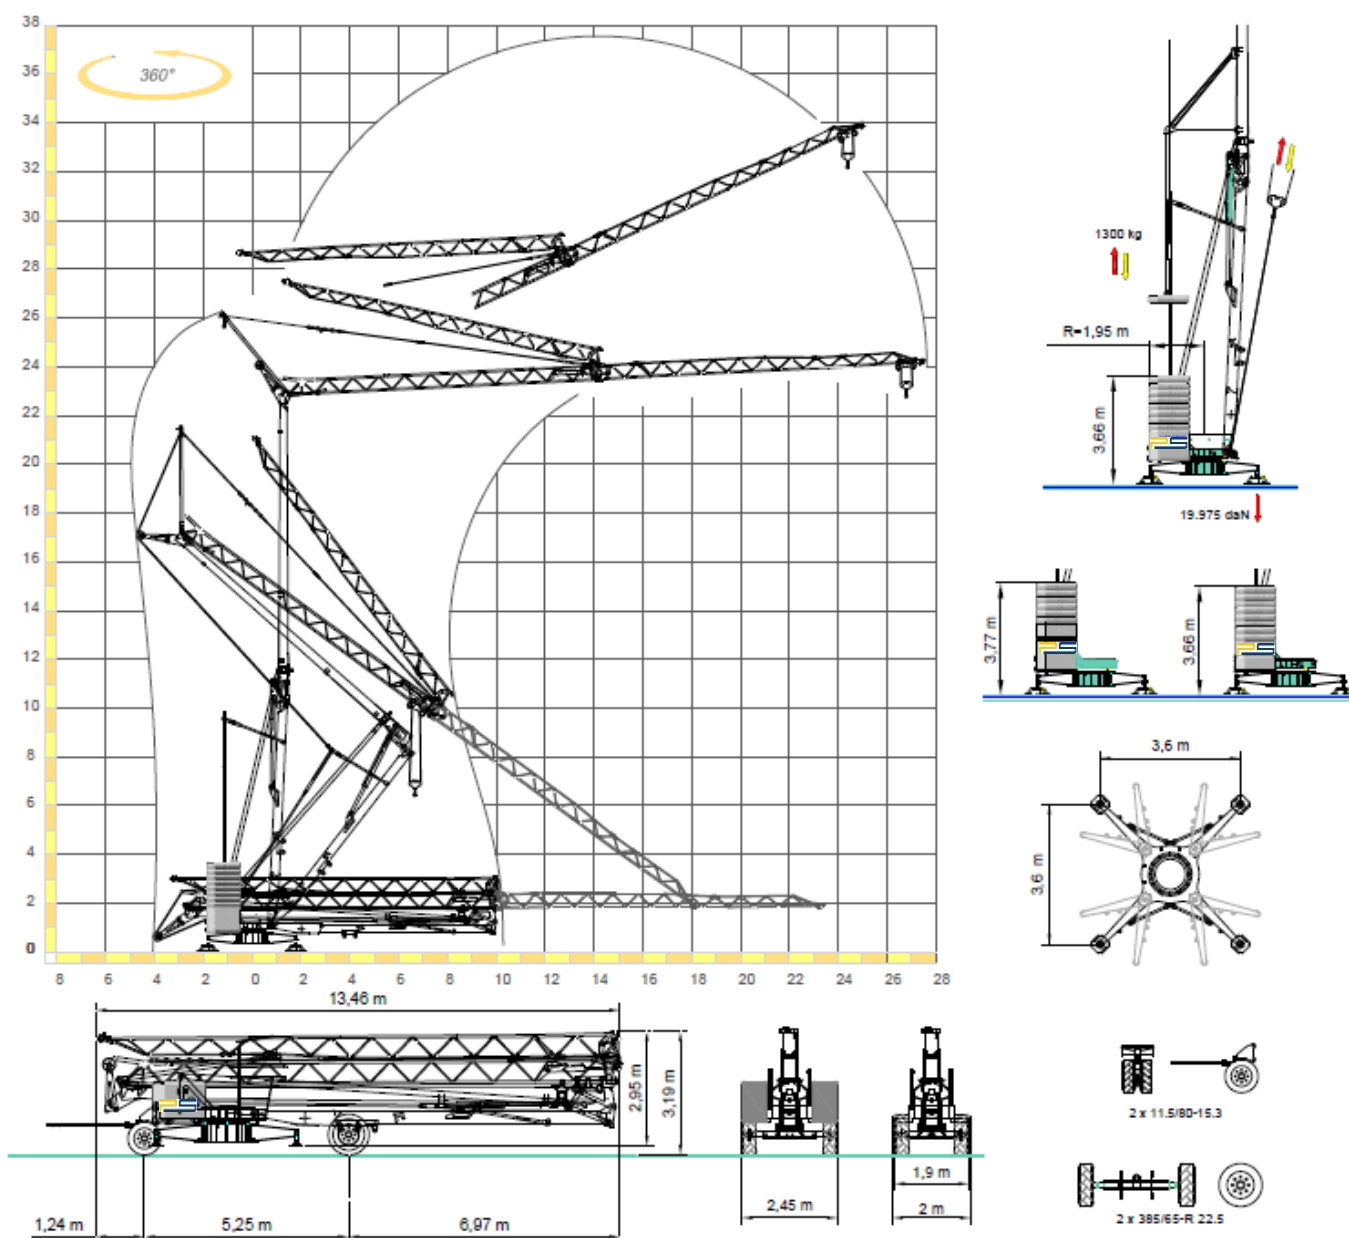 38
36
34
32
30
28
26
24
22
20
18
16
14
12
10
8
6
4
2
0
360°
8 6 4 2 0 2 4 6 8 10 12 14 16 18 20 22 24 26 28
1300 kg
R=1,95 m
3,66 m
19.975 daN
3,77 m
3,66 m
3,6 m
3,6 m
13,46 m
2,95 m
3,19 m
1,24 m
5,25 m
6,97 m
2,45 m
1,9 m
2 m
2 x 11.5/80-15.3
2 x 385/65-R 22.5